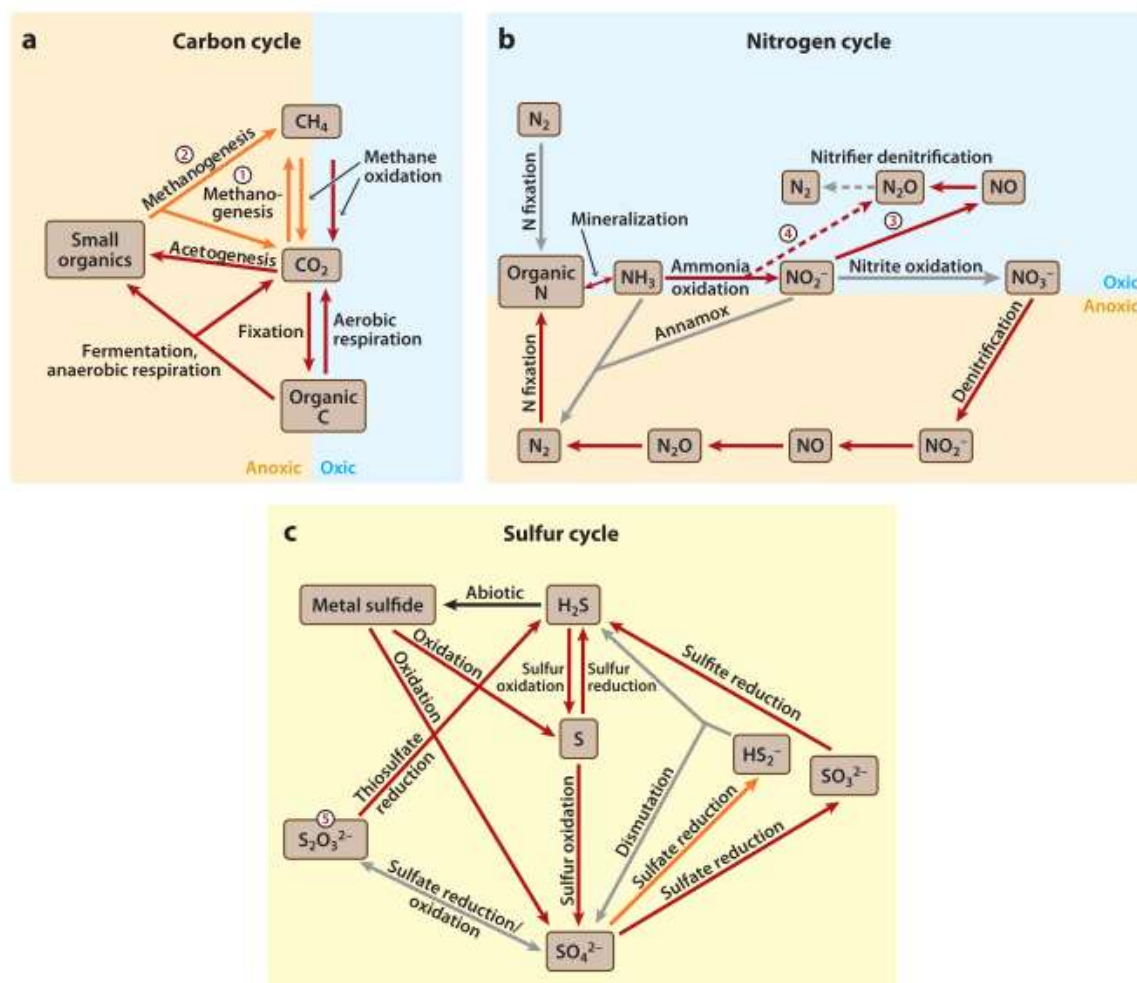 a
Carbon cycle
CH₄
②
Methanogenesis
①
Methano-
genesis
Methane
oxidation
Small
organics
Acetogenesis
CO₂
Fixation
Aerobic
respiration
Fermentation,
anaerobic respiration
Organic
C
Anoxic
Oxic
b
Nitrogen cycle
N₂
N fixation
Nitrifier denitrification
N₂
N₂O
NO
Mineralization
④
③
Organic
N
NH₃
Ammonia
oxidation
NO₂⁻
Nitrite oxidation
NO₃⁻
Oxic
Anoxic
Annamox
N fixation
Denitrification
N₂
N₂O
NO
NO₂⁻
c
Sulfur cycle
Metal sulfide
Abiotic
H₂S
Oxidation
Oxidation
Sulfur
oxidation
Sulfur
reduction
Sulfite reduction
S
HS₂⁻
SO₃²⁻
Thiosulfate
reduction
⑤
S₂O₃²⁻
Sulfur oxidation
Dismutation
Sulfate reduction
Sulfate reduction
Sulfate reduction/
oxidation
SO₄²⁻